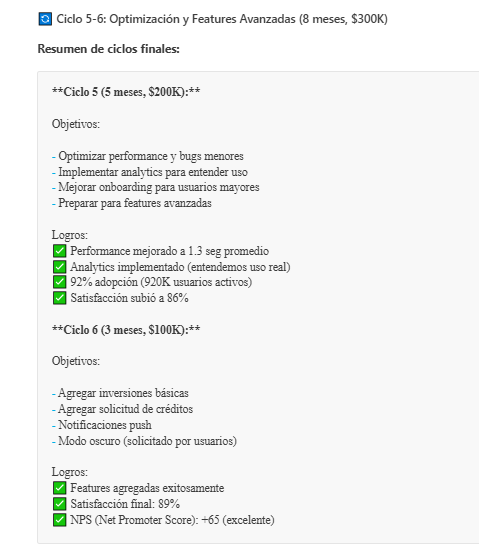 🔄 Ciclo 5-6: Optimización y Features Avanzadas (8 meses, $300K)
Resumen de ciclos finales:
**Ciclo 5 (5 meses, $200K):**
Objetivos:
- Optimizar performance y bugs menores
- Implementar analytics para entender uso
- Mejorar onboarding para usuarios mayores
- Preparar para features avanzadas
Logros:
✅ Performance mejorado a 1.3 seg promedio
✅ Analytics implementado (entendemos uso real)
✅ 92% adopción (920K usuarios activos)
✅ Satisfacción subió a 86%
**Ciclo 6 (3 meses, $100K):**
Objetivos:
- Agregar inversiones básicas
- Agregar solicitud de créditos
- Notificaciones push
- Modo oscuro (solicitado por usuarios)
Logros:
✅ Features agregadas exitosamente
✅ Satisfacción final: 89%
✅ NPS (Net Promoter Score): +65 (excelente)